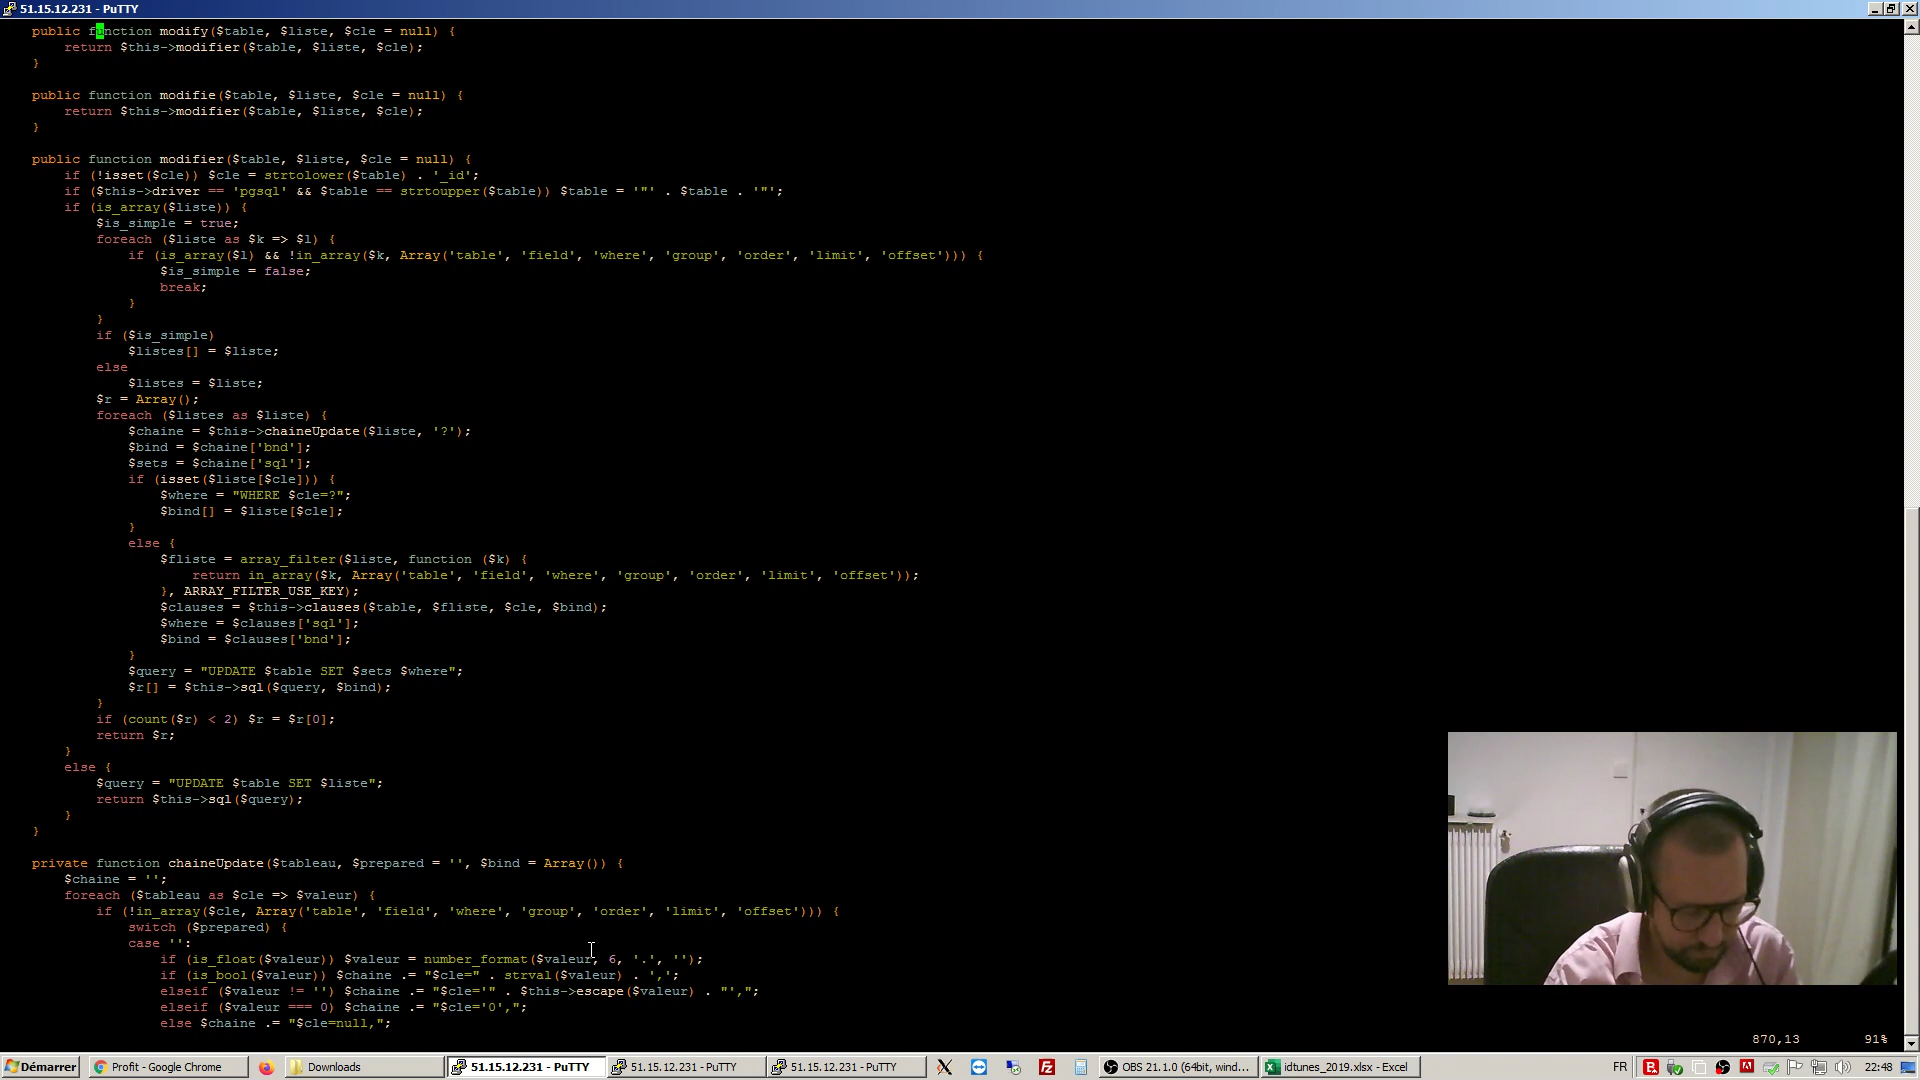 51.15.12.231 - PuTTY
public function modify($table, $liste, $cle = null) {
return $this->modifier($table, $liste, $cle);
}
public function modifie($table, $liste, $cle = null) {
return $this->modifier($table, $liste, $cle);
}
public function modifier($table, $liste, $cle = null) {
if (!isset($cle)) $cle = strtolower($table) . '_id';
if ($this->driver == 'pgsql' && $table == strtoupper($table)) $table = '"' . $table . '"';
if (is_array($liste)) {
$is_simple = true;
foreach ($liste as $k => $l) {
if (is_array($l) && !in_array($k, Array('table', 'field', 'where', 'group', 'order', 'limit', 'offset'))) {
$is_simple = false;
break;
}
}
if ($is_simple)
$listes[] = $liste;
else
$listes = $liste;
$r = Array();
foreach ($listes as $liste) {
$chaine = $this->chaineUpdate($liste, '?');
$bind = $chaine['bnd'];
$sets = $chaine['sql'];
if (isset($liste[$cle])) {
$where = "WHERE $cle=?";
$bind[] = $liste[$cle];
}
else {
$fliste = array_filter($liste, function ($k) {
return in_array($k, Array('table', 'field', 'where', 'group', 'order', 'limit', 'offset'));
}, ARRAY_FILTER_USE_KEY);
$clauses = $this->clauses($table, $fliste, $cle, $bind);
$where = $clauses['sql'];
$bind = $clauses['bnd'];
}
$query = "UPDATE $table SET $sets $where";
$r[] = $this->sql($query, $bind);
}
if (count($r) < 2) $r = $r[0];
return $r;
}
else {
$query = "UPDATE $table SET $liste";
return $this->sql($query);
}
}
private function chaineUpdate($tableau, $prepared = '', $bind = Array()) {
$chaine = '';
foreach ($tableau as $cle => $valeur) {
if (!in_array($cle, Array('table', 'field', 'where', 'group', 'order', 'limit', 'offset'))) {
switch ($prepared) {
case '':
if (is_float($valeur)) $valeur = number_format($valeur, 6, '.', '');
if (is_bool($valeur)) $chaine .= "$cle=" . strval($valeur) . ',';
elseif ($valeur != '') $chaine .= "$cle='" . $this->escape($valeur) . "',";
elseif ($valeur === 0) $chaine .= "$cle='0',";
else $chaine .= "$cle=null,";
870,13 91%
Démarrer Profit - Google Chrome Downloads 51.15.12.231 - PuTTY 51.15.12.231 - PuTTY 51.15.12.231 - PuTTY OBS 21.1.0 (64bit, wind... idtunes_2019.xlsx - Excel FR 22:48